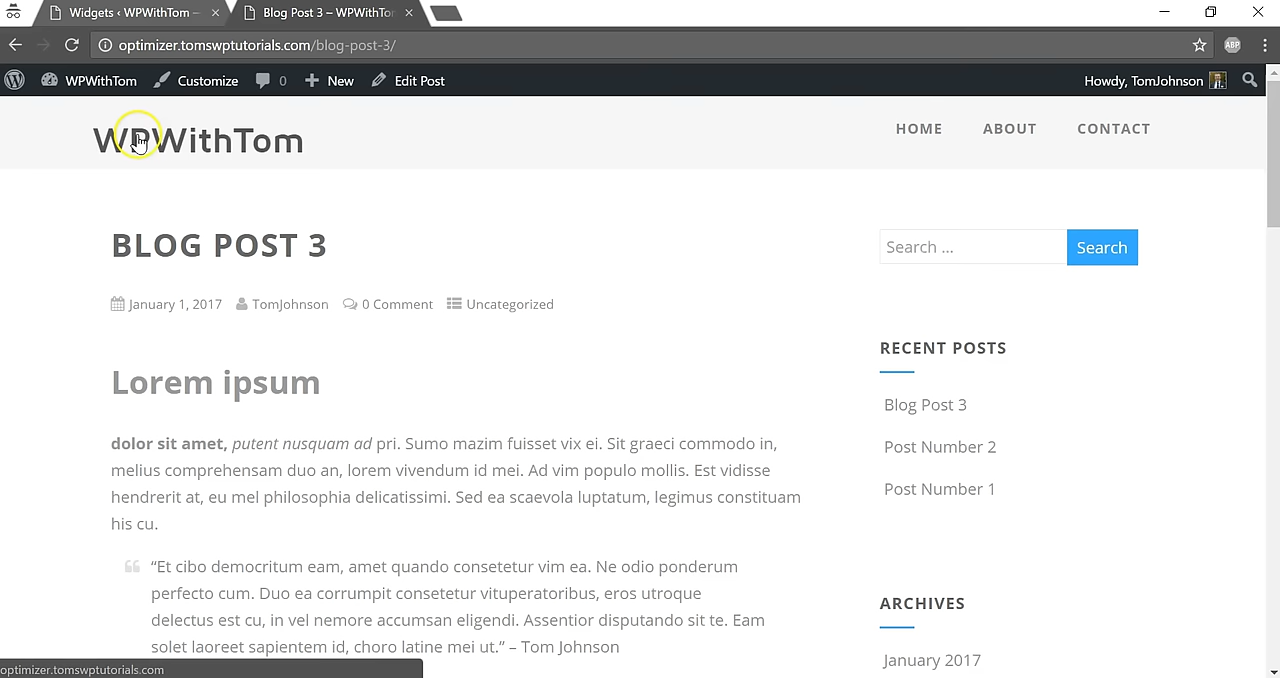 Widgets ‹ WPWithTom –
Blog Post 3 – WPWithTo
optimizer.tomswptutorials.com/blog-post-3/
ABP
WPWithTom
Customize
0
New
Edit Post
Howdy, TomJohnson
WPWithTom
HOME
ABOUT
CONTACT
BLOG POST 3
January 1, 2017
TomJohnson
0 Comment
Uncategorized
Search ...
Search
Lorem ipsum
dolor sit amet, putent nusquam ad pri. Sumo mazim fuisset vix ei. Sit graeci commodo in,
melius comprehensam duo an, lorem vivendum id mei. Ad vim populo mollis. Est vidisse
hendrerit at, eu mel philosophia delicatissimi. Sed ea scaevola luptatum, legimus constituam
his cu.
“Et cibo democritum eam, amet quando consetetur vim ea. Ne odio ponderum
perfecto cum. Duo ea corrumpit consetetur vituperatoribus, eros utroque
delectus est cu, in vel nemore accumsan eligendi. Assentior disputando sit te. Eam
solet laoreet sapientem id, choro latine mei ut.” – Tom Johnson
RECENT POSTS
Blog Post 3
Post Number 2
Post Number 1
ARCHIVES
January 2017
optimizer.tomswptutorials.com